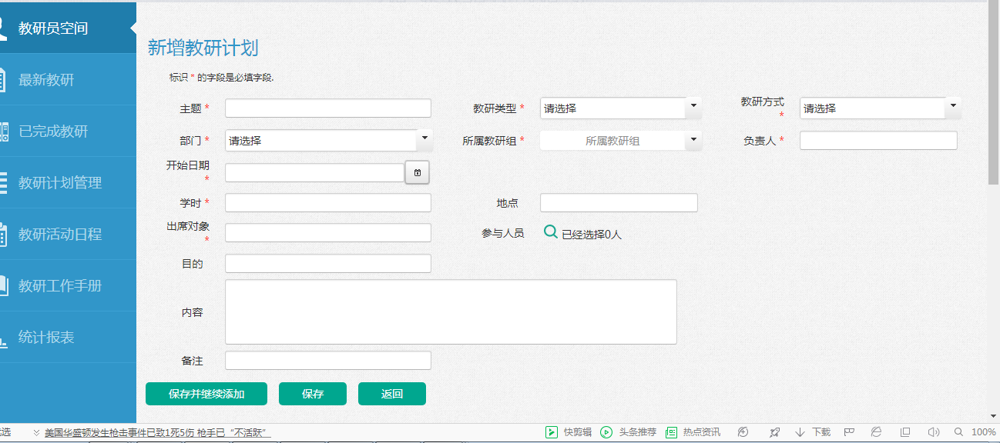 教研员空间
最新教研
已完成教研
教研计划管理
教研活动日程
教研工作手册
统计报表
新增教研计划
标识 * 的字段是必填字段.
主题 *
教研类型 * 请选择
教研方式 * 请选择
部门 * 请选择
所属教研组 * 所属教研组
负责人 *
开始日期 *
学时 *
地点
出席对象 *
参与人员 已经选择0人
目的
内容
备注
保存并继续添加 保存 返回
选 美国华盛顿发生枪击事件已致1死5伤 枪手已“不活跃” 快剪辑 头条推荐 热点资讯 下载 100%